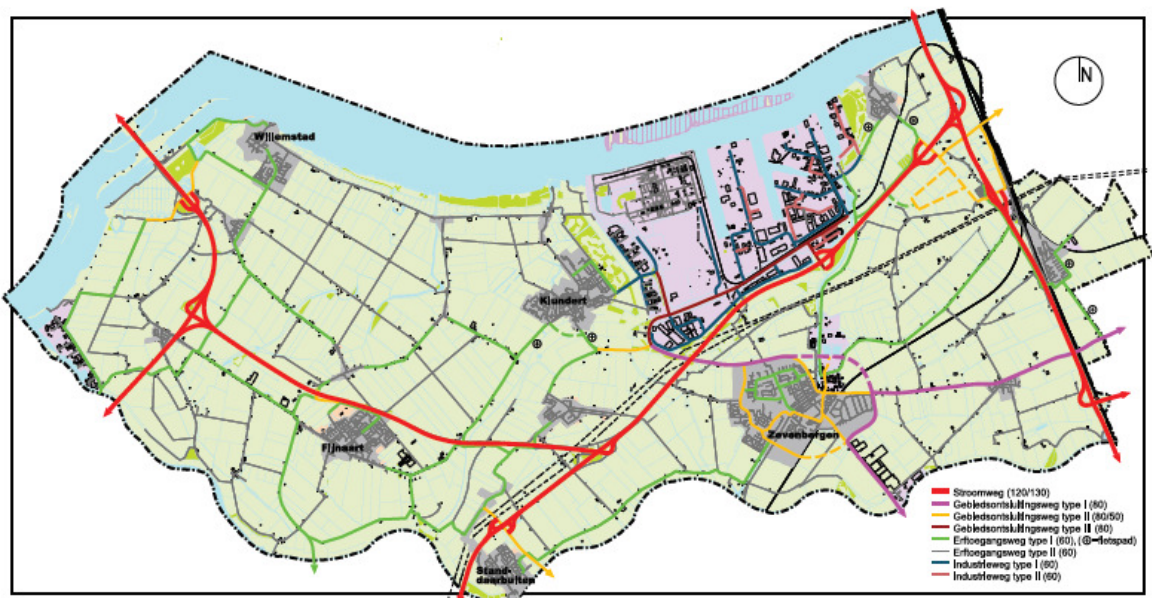 N
Willemstad
Klundert
Fijnaart
Zevenbergen
Stand-
daarbuiten
Stroomweg (120/130)
Gebiedsontsluitingsweg type I (80)
Gebiedsontsluitingsweg type II (80/50)
Gebiedsontsluitingsweg type III (80)
Erftoegangsweg type I (60), (⊕=fietspad)
Erftoegangsweg type II (60)
Industrieweg type I (60)
Industrieweg type II (60)